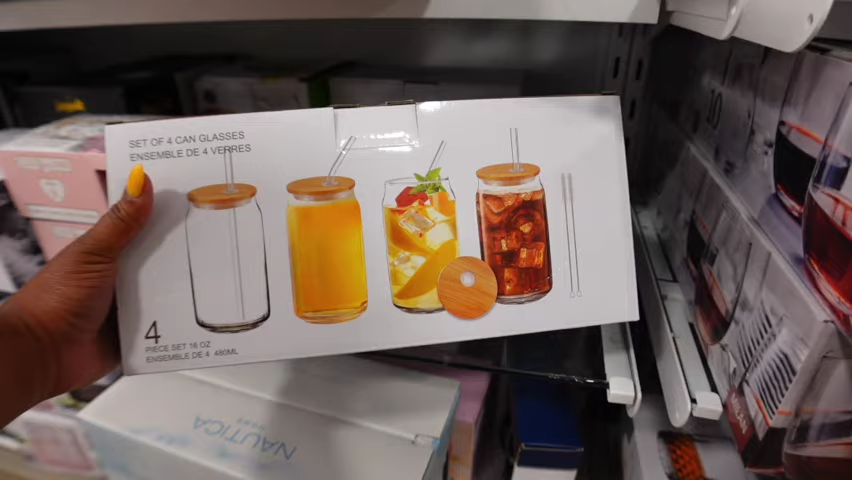 SET OF 4 CAN GLASSES
ENSEMBLE DE 4 VERRES
4
PIECE SET 16 OZ
ENSEMBLE DE 4 480ML
NAUTICA
HOME